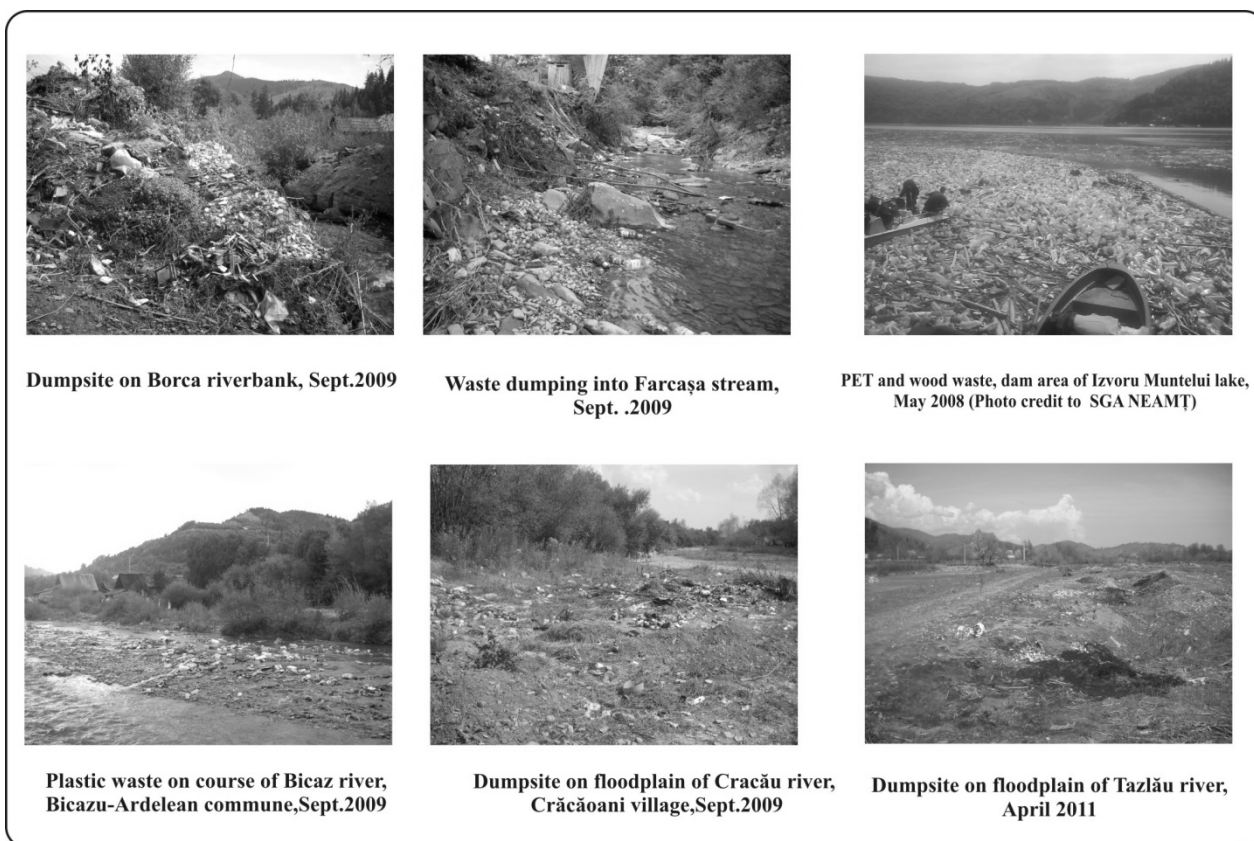 Dumpsite on Borca riverbank, Sept.2009
Waste dumping into Farcașa stream,
Sept. .2009
PET and wood waste, dam area of Izvoru Muntelui lake,
May 2008 (Photo credit to SGA NEAMȚ)
Plastic waste on course of Bicaz river,
Bicazu-Ardelean commune,Sept.2009
Dumpsite on floodplain of Cracău river,
Crăcăoani village,Sept.2009
Dumpsite on floodplain of Tazlău river,
April 2011